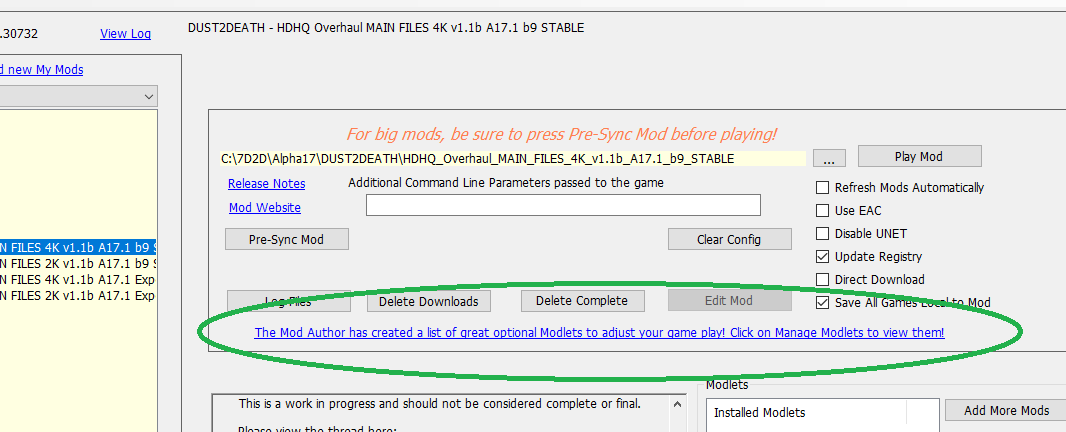 .30732
View Log
DUST2DEATH - HDHQ Overhaul MAIN FILES 4K v1.1b A17.1 b9 STABLE
d new My Mods
For big mods, be sure to press Pre-Sync Mod before playing!
C:\7D2D\Alpha17\DUST2DEATH\HDHQ_Overhaul_MAIN_FILES_4K_v1.1b_A17.1_b9_STABLE
...
Play Mod
Release Notes
Additional Command Line Parameters passed to the game
Refresh Mods Automatically
Mod Website
Use EAC
Pre-Sync Mod
Clear Config
Disable UNET
Update Registry
Direct Download
N FILES 4K v1.1b A17.1 b9 S
N FILES 2K v1.1b A17.1 b9 S
N FILES 4K v1.1b A17.1 Exp
N FILES 2K v1.1b A17.1 Exp
Log Files
Delete Downloads
Delete Complete
Edit Mod
Save All Games Local to Mod
The Mod Author has created a list of great optional Modlets to adjust your game play! Click on Manage Modlets to view them!
This is a work in progress and should not be considered complete or final.
Please view the thread here:
Modlets
Installed Modlets
Add More Mods